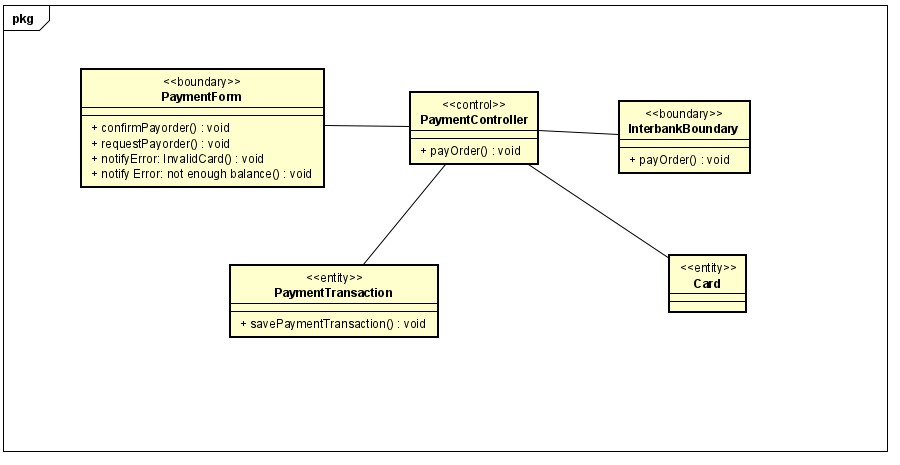 pkg
<<boundary>>
PaymentForm
+ confirmPayorder() : void
+ requestPayorder() : void
+ notifyError: InvalidCard() : void
+ notify Error: not enough balance() : void
<<control>>
PaymentController
+ payOrder() : void
<<boundary>>
InterbankBoundary
+ payOrder() : void
<<entity>>
PaymentTransaction
+ savePaymentTransaction() : void
<<entity>>
Card